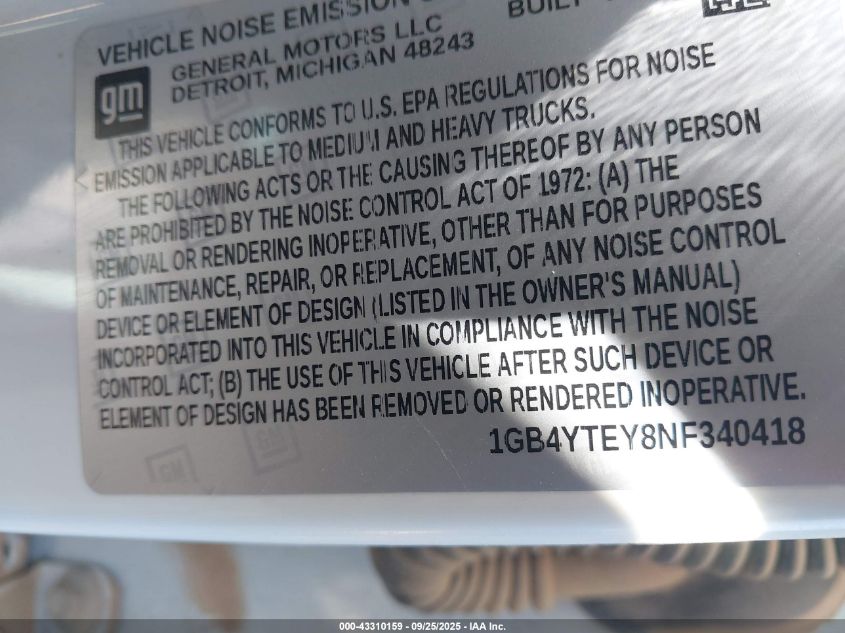 VEHICLE NOISE EMISSION
BUILT
gm
GENERAL MOTORS LLC
DETROIT, MICHIGAN 48243
THIS VEHICLE CONFORMS TO U.S. EPA REGULATIONS FOR NOISE
EMISSION APPLICABLE TO MEDIUM AND HEAVY TRUCKS.
THE FOLLOWING ACTS OR THE CAUSING THEREOF BY ANY PERSON
ARE PROHIBITED BY THE NOISE CONTROL ACT OF 1972: (A) THE
REMOVAL OR RENDERING INOPERATIVE, OTHER THAN FOR PURPOSES
OF MAINTENANCE, REPAIR, OR REPLACEMENT, OF ANY NOISE CONTROL
DEVICE OR ELEMENT OF DESIGN (LISTED IN THE OWNER'S MANUAL)
INCORPORATED INTO THIS VEHICLE IN COMPLIANCE WITH THE NOISE
CONTROL ACT; (B) THE USE OF THIS VEHICLE AFTER SUCH DEVICE OR
ELEMENT OF DESIGN HAS BEEN REMOVED OR RENDERED INOPERATIVE.
1GB4YTEY8NF340418
GM
GM
000-43310159 - 09/25/2025 - IAA Inc.